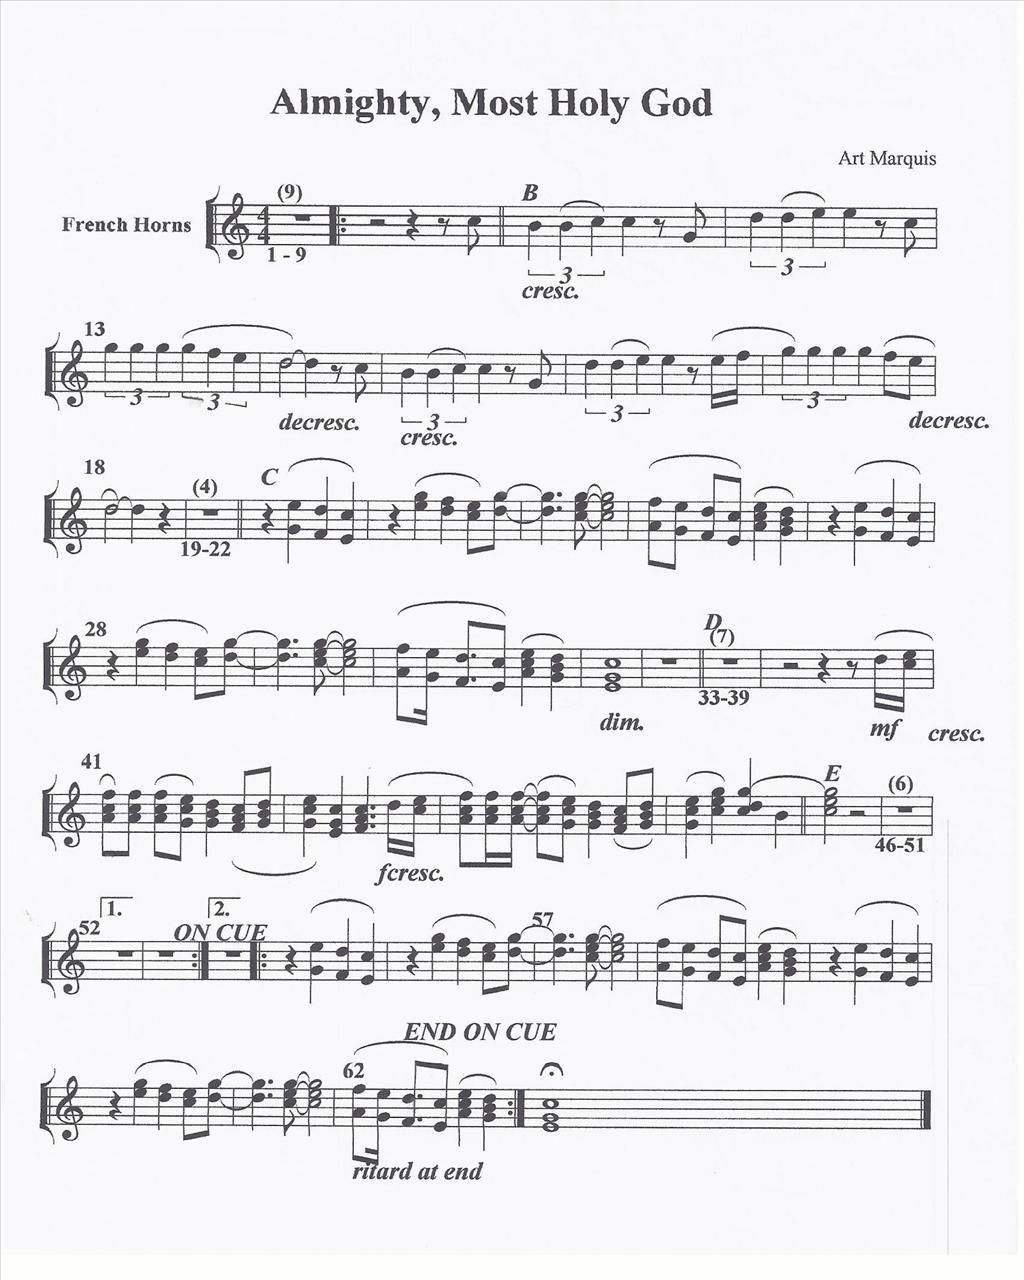 Almighty, Most Holy God
Art Marquis
French Horns
(9)
1 - 9
B
3
3
cresc.
13
3
3
decresc.
3
cresc.
3
3
decresc.
18
(4)
19-22
C
28
D
(7)
33-39
dim.
mf
cresc.
41
E
(6)
46-51
fcresc.
52
1.
ON CUE
2.
57
END ON CUE
62
ritard at end